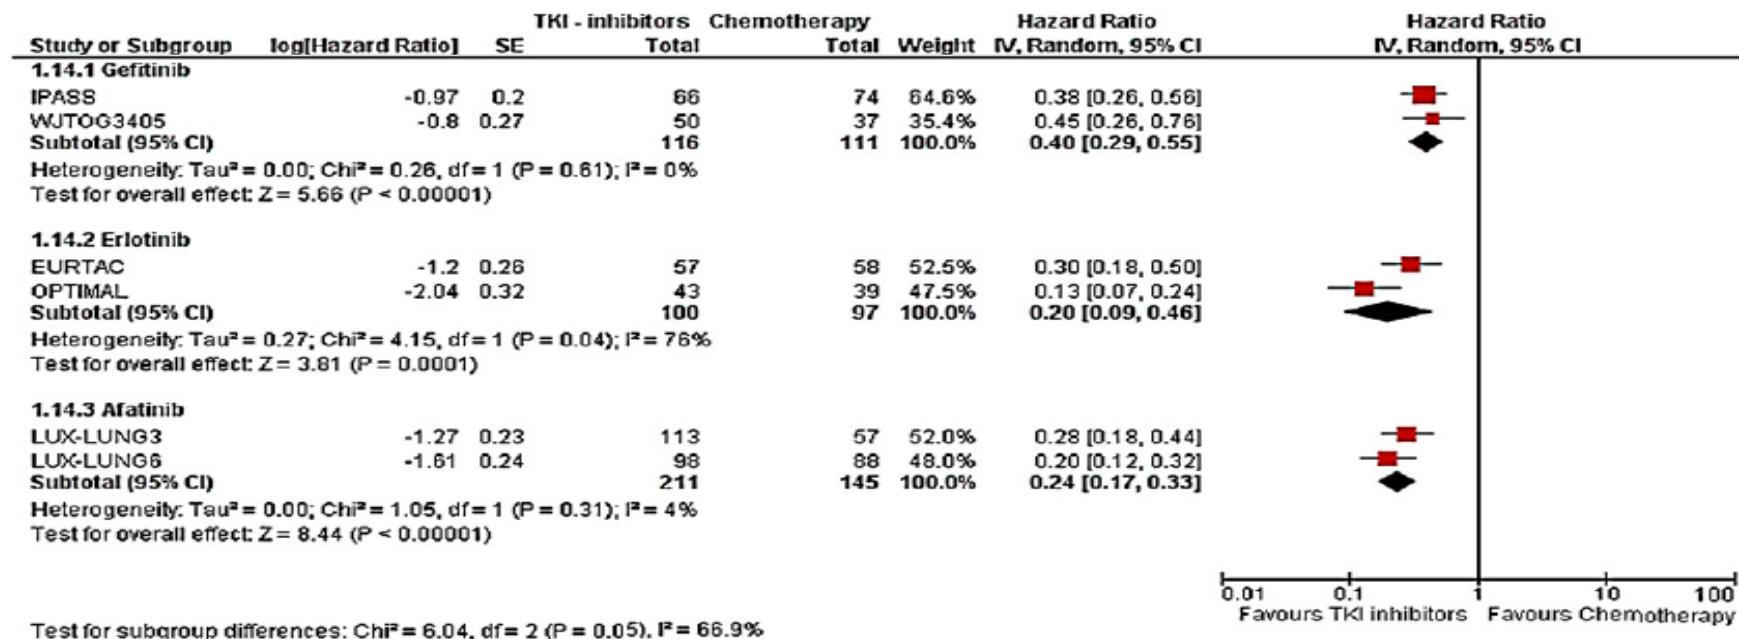 TKI - inhibitors Chemotherapy Hazard Ratio Hazard Ratio
Study or Subgroup log[Hazard Ratio] SE Total Total Weight IV, Random, 95% CI IV, Random, 95% CI
1.14.1 Gefitinib
IPASS -0.97 0.2 66 74 64.6% 0.38 [0.26, 0.56]
WJTOG3405 -0.8 0.27 50 37 35.4% 0.45 [0.26, 0.76]
Subtotal (95% CI) 116 111 100.0% 0.40 [0.29, 0.55]
Heterogeneity: Tau² = 0.00; Chi² = 0.26, df = 1 (P = 0.61); I² = 0%
Test for overall effect: Z = 5.66 (P < 0.00001)
1.14.2 Erlotinib
EURTAC -1.2 0.26 57 58 52.5% 0.30 [0.18, 0.50]
OPTIMAL -2.04 0.32 43 39 47.5% 0.13 [0.07, 0.24]
Subtotal (95% CI) 100 97 100.0% 0.20 [0.09, 0.46]
Heterogeneity: Tau² = 0.27; Chi² = 4.15, df = 1 (P = 0.04); I² = 76%
Test for overall effect: Z = 3.81 (P = 0.0001)
1.14.3 Afatinib
LUX-LUNG3 -1.27 0.23 113 57 52.0% 0.28 [0.18, 0.44]
LUX-LUNG6 -1.61 0.24 98 88 48.0% 0.20 [0.12, 0.32]
Subtotal (95% CI) 211 145 100.0% 0.24 [0.17, 0.33]
Heterogeneity: Tau² = 0.00; Chi² = 1.05, df = 1 (P = 0.31); I² = 4%
Test for overall effect: Z = 8.44 (P < 0.00001)
0.01 0.1 1 10 100
Favours TKI inhibitors Favours Chemotherapy
Test for subgroup differences: Chi² = 6.04, df = 2 (P = 0.05), I² = 66.9%